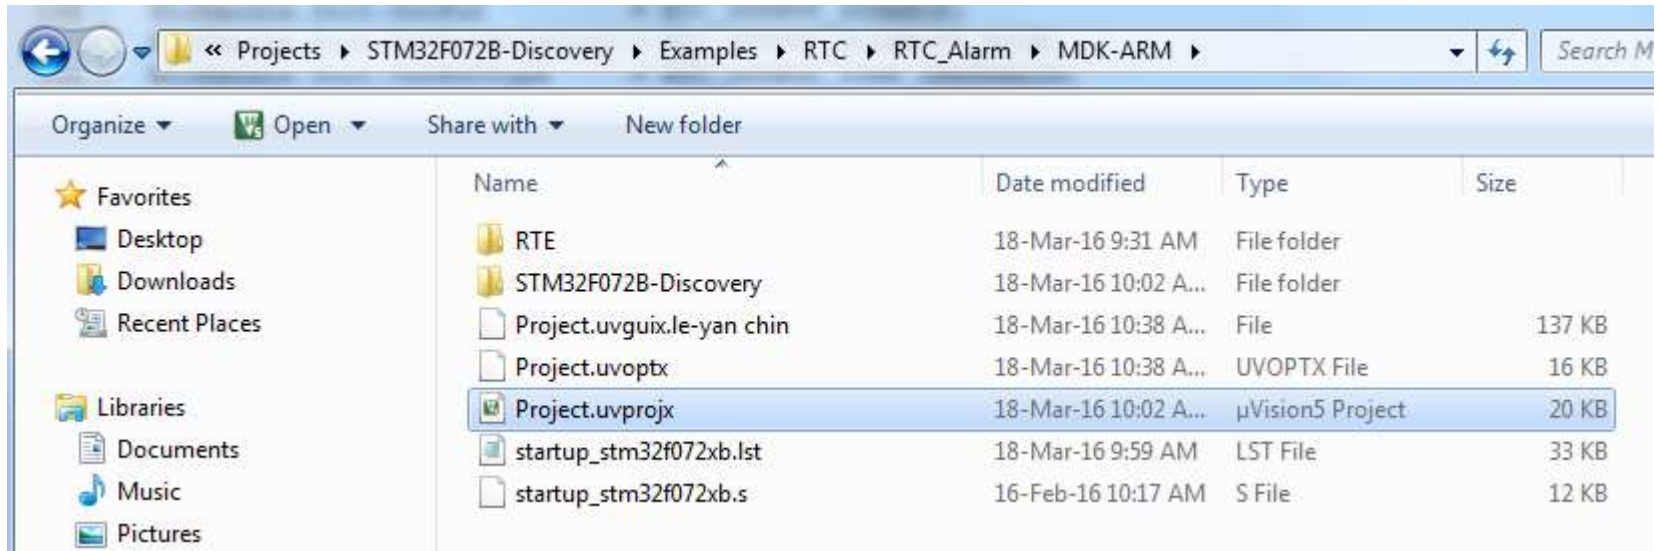 « Projects ▸ STM32F072B-Discovery ▸ Examples ▸ RTC ▸ RTC_Alarm ▸ MDK-ARM ▸ Search M
Organize Open Share with New folder
Name Date modified Type Size
Favorites
Desktop
Downloads
Recent Places
Libraries
Documents
Music
Pictures
RTE 18-Mar-16 9:31 AM File folder
STM32F072B-Discovery 18-Mar-16 10:02 A... File folder
Project.uvguix.le-yan chin 18-Mar-16 10:38 A... File 137 KB
Project.uvoptx 18-Mar-16 10:38 A... UVOPTX File 16 KB
Project.uvprojx 18-Mar-16 10:02 A... µVision5 Project 20 KB
startup_stm32f072xb.lst 18-Mar-16 9:59 AM LST File 33 KB
startup_stm32f072xb.s 16-Feb-16 10:17 AM S File 12 KB